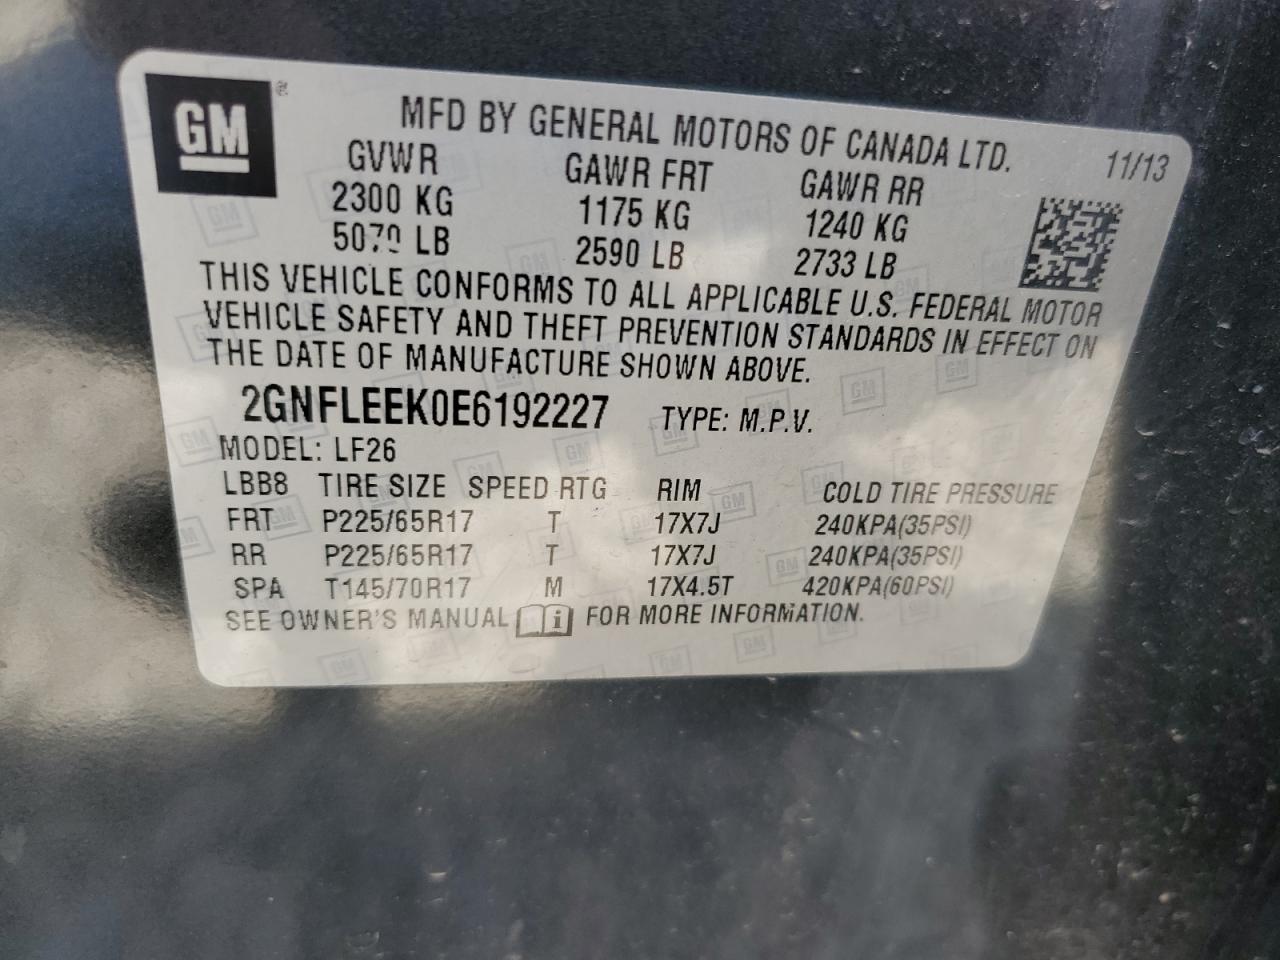 GM ®
MFD BY GENERAL MOTORS OF CANADA LTD.
11/13
GVWR GAWR FRT GAWR RR
2300 KG 1175 KG 1240 KG
5070 LB 2590 LB 2733 LB
THIS VEHICLE CONFORMS TO ALL APPLICABLE U.S. FEDERAL MOTOR
VEHICLE SAFETY AND THEFT PREVENTION STANDARDS IN EFFECT ON
THE DATE OF MANUFACTURE SHOWN ABOVE.
2GNFLEEK0E6192227 TYPE: M.P.V.
MODEL: LF26
LBB8 TIRE SIZE SPEED RTG RIM COLD TIRE PRESSURE
FRT P225/65R17 T 17X7J 240KPA(35PSI)
RR P225/65R17 T 17X7J 240KPA(35PSI)
SPA T145/70R17 M 17X4.5T 420KPA(60PSI)
SEE OWNER'S MANUAL i FOR MORE INFORMATION.